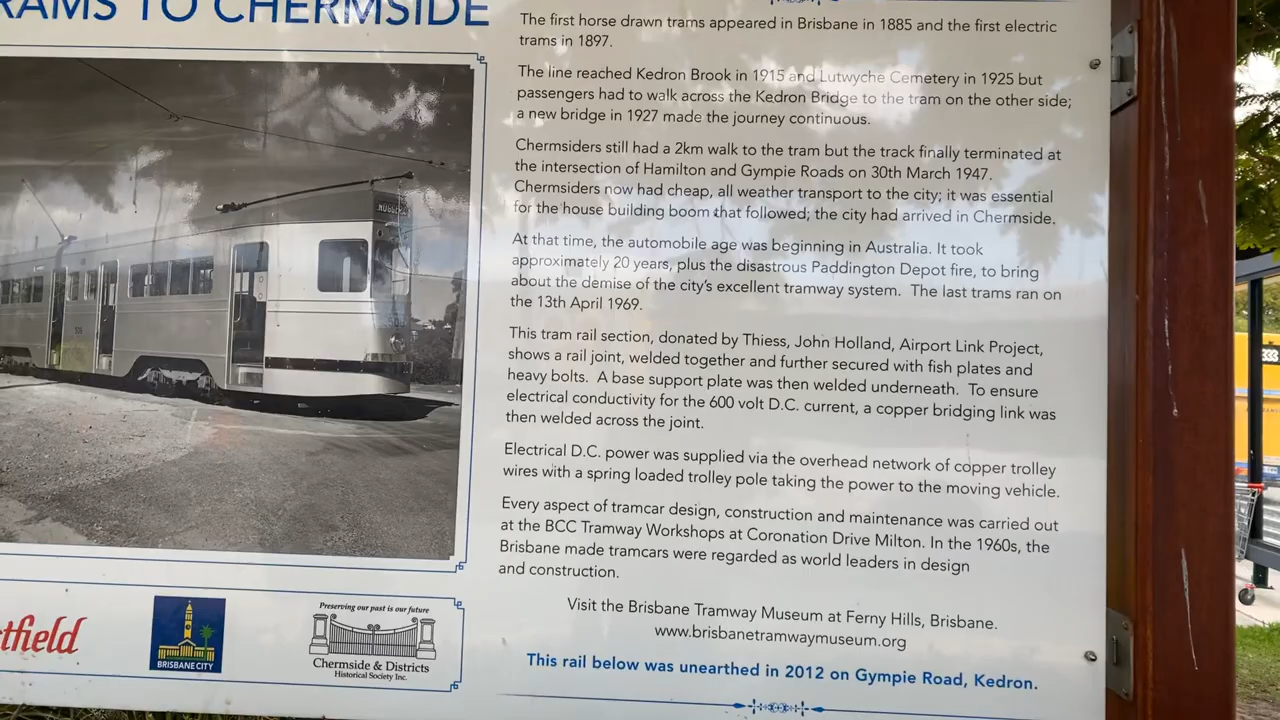 RAMS TO CHERMSIDE
The first horse drawn trams appeared in Brisbane in 1885 and the first electric
trams in 1897.
The line reached Kedron Brook in 1915 and Lutwyche Cemetery in 1925 but
passengers had to walk across the Kedron Bridge to the tram on the other side;
a new bridge in 1927 made the journey continuous.
Chermsiders still had a 2km walk to the tram but the track finally terminated at
the intersection of Hamilton and Gympie Roads on 30th March 1947.
Chermsiders now had cheap, all weather transport to the city; it was essential
for the house building boom that followed; the city had arrived in Chermside.
At that time, the automobile age was beginning in Australia. It took
approximately 20 years, plus the disastrous Paddington Depot fire, to bring
about the demise of the city's excellent tramway system. The last trams ran on
the 13th April 1969.
This tram rail section, donated by Thiess, John Holland, Airport Link Project,
shows a rail joint, welded together and further secured with fish plates and
heavy bolts. A base support plate was then welded underneath. To ensure
electrical conductivity for the 600 volt D.C. current, a copper bridging link was
then welded across the joint.
Electrical D.C. power was supplied via the overhead network of copper trolley
wires with a spring loaded trolley pole taking the power to the moving vehicle.
Every aspect of tramcar design, construction and maintenance was carried out
at the BCC Tramway Workshops at Coronation Drive Milton. In the 1960s, the
Brisbane made tramcars were regarded as world leaders in design
and construction.
Visit the Brisbane Tramway Museum at Ferny Hills, Brisbane.
www.brisbanetramwaymuseum.org
This rail below was unearthed in 2012 on Gympie Road, Kedron.
tfield
BRISBANE CITY
Preserving our past is our future
Chermside & Districts
Historical Society Inc.